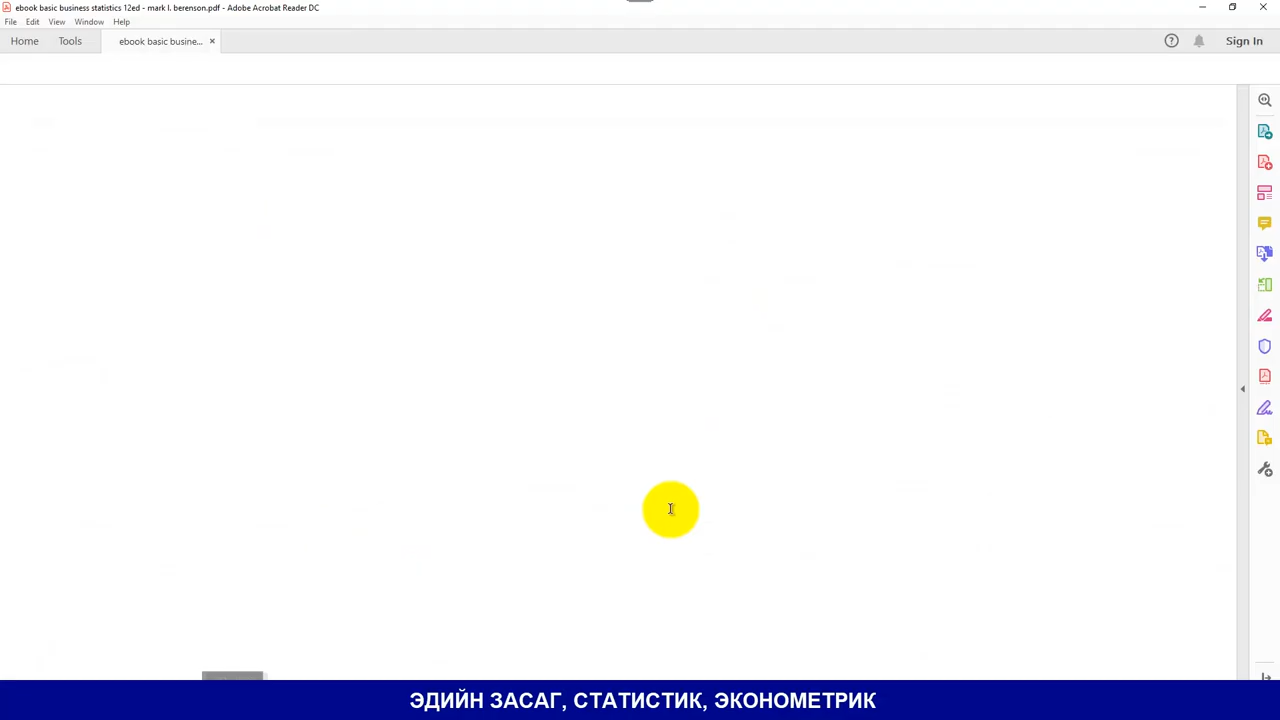 ebook basic business statistics 12ed - mark l. berenson.pdf - Adobe Acrobat Reader DC
File Edit View Window Help
Home Tools ebook basic busine... × Sign In
ЭДИЙН ЗАСАГ, СТАТИСТИК, ЭКОНОМЕТРИК